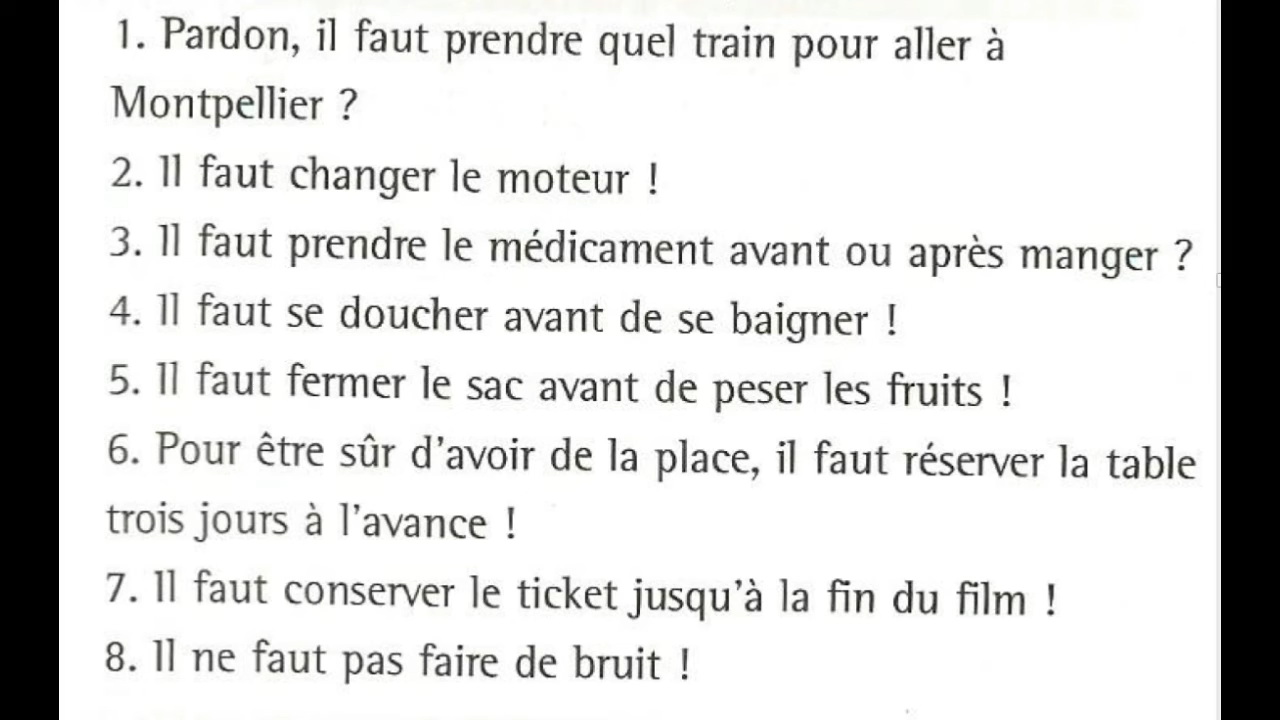 1. Pardon, il faut prendre quel train pour aller à
Montpellier ?
2. Il faut changer le moteur !
3. Il faut prendre le médicament avant ou après manger ?
4. Il faut se doucher avant de se baigner !
5. Il faut fermer le sac avant de peser les fruits !
6. Pour être sûr d'avoir de la place, il faut réserver la table
trois jours à l'avance !
7. Il faut conserver le ticket jusqu'à la fin du film !
8. Il ne faut pas faire de bruit !